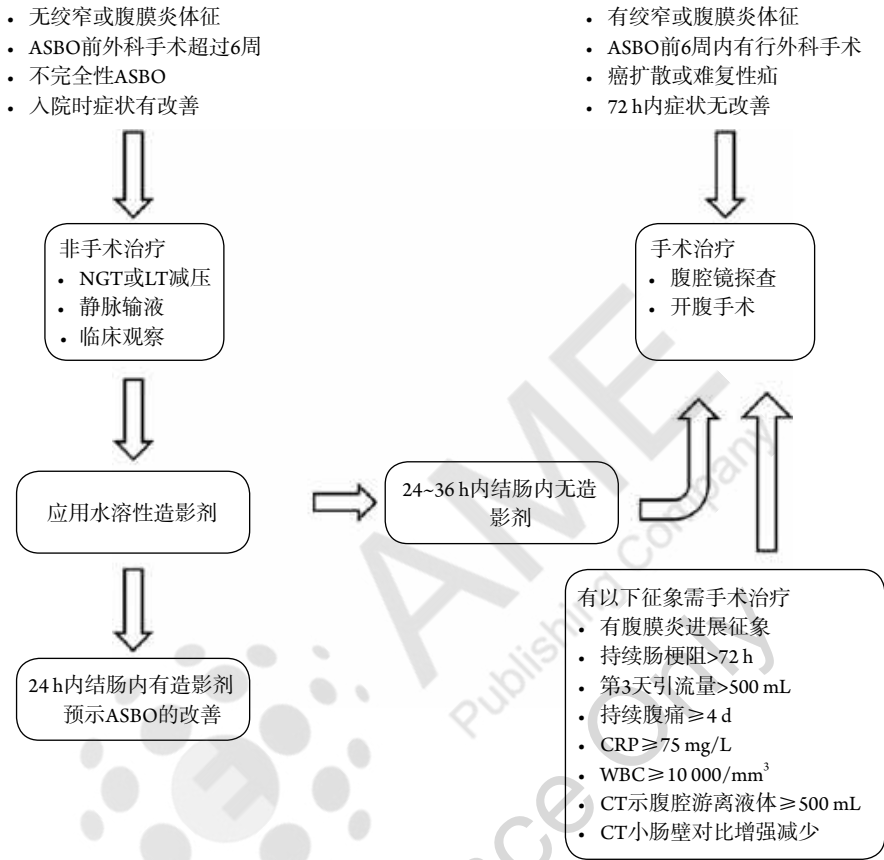 • 无绞窄或腹膜炎体征
• ASBO前外科手术超过6周
• 不完全性ASBO
• 入院时症状有改善
• 有绞窄或腹膜炎体征
• ASBO前6周内有行外科手术
• 癌扩散或难复性疝
• 72 h内症状无改善
非手术治疗
• NGT或LT减压
• 静脉输液
• 临床观察
手术治疗
• 腹腔镜探查
• 开腹手术
应用水溶性造影剂
24~36 h内结肠内无造
影剂
24 h内结肠内有造影剂
预示ASBO的改善
有以下征象需手术治疗
• 有腹膜炎进展征象
• 持续肠梗阻>72 h
• 第3天引流量>500 mL
• 持续腹痛≥4 d
• CRP≥75 mg/L
• WBC≥10 000/mm³
• CT示腹腔游离液体≥500 mL
• CT小肠壁对比增强减少
AME
Publishing Company
ce Only